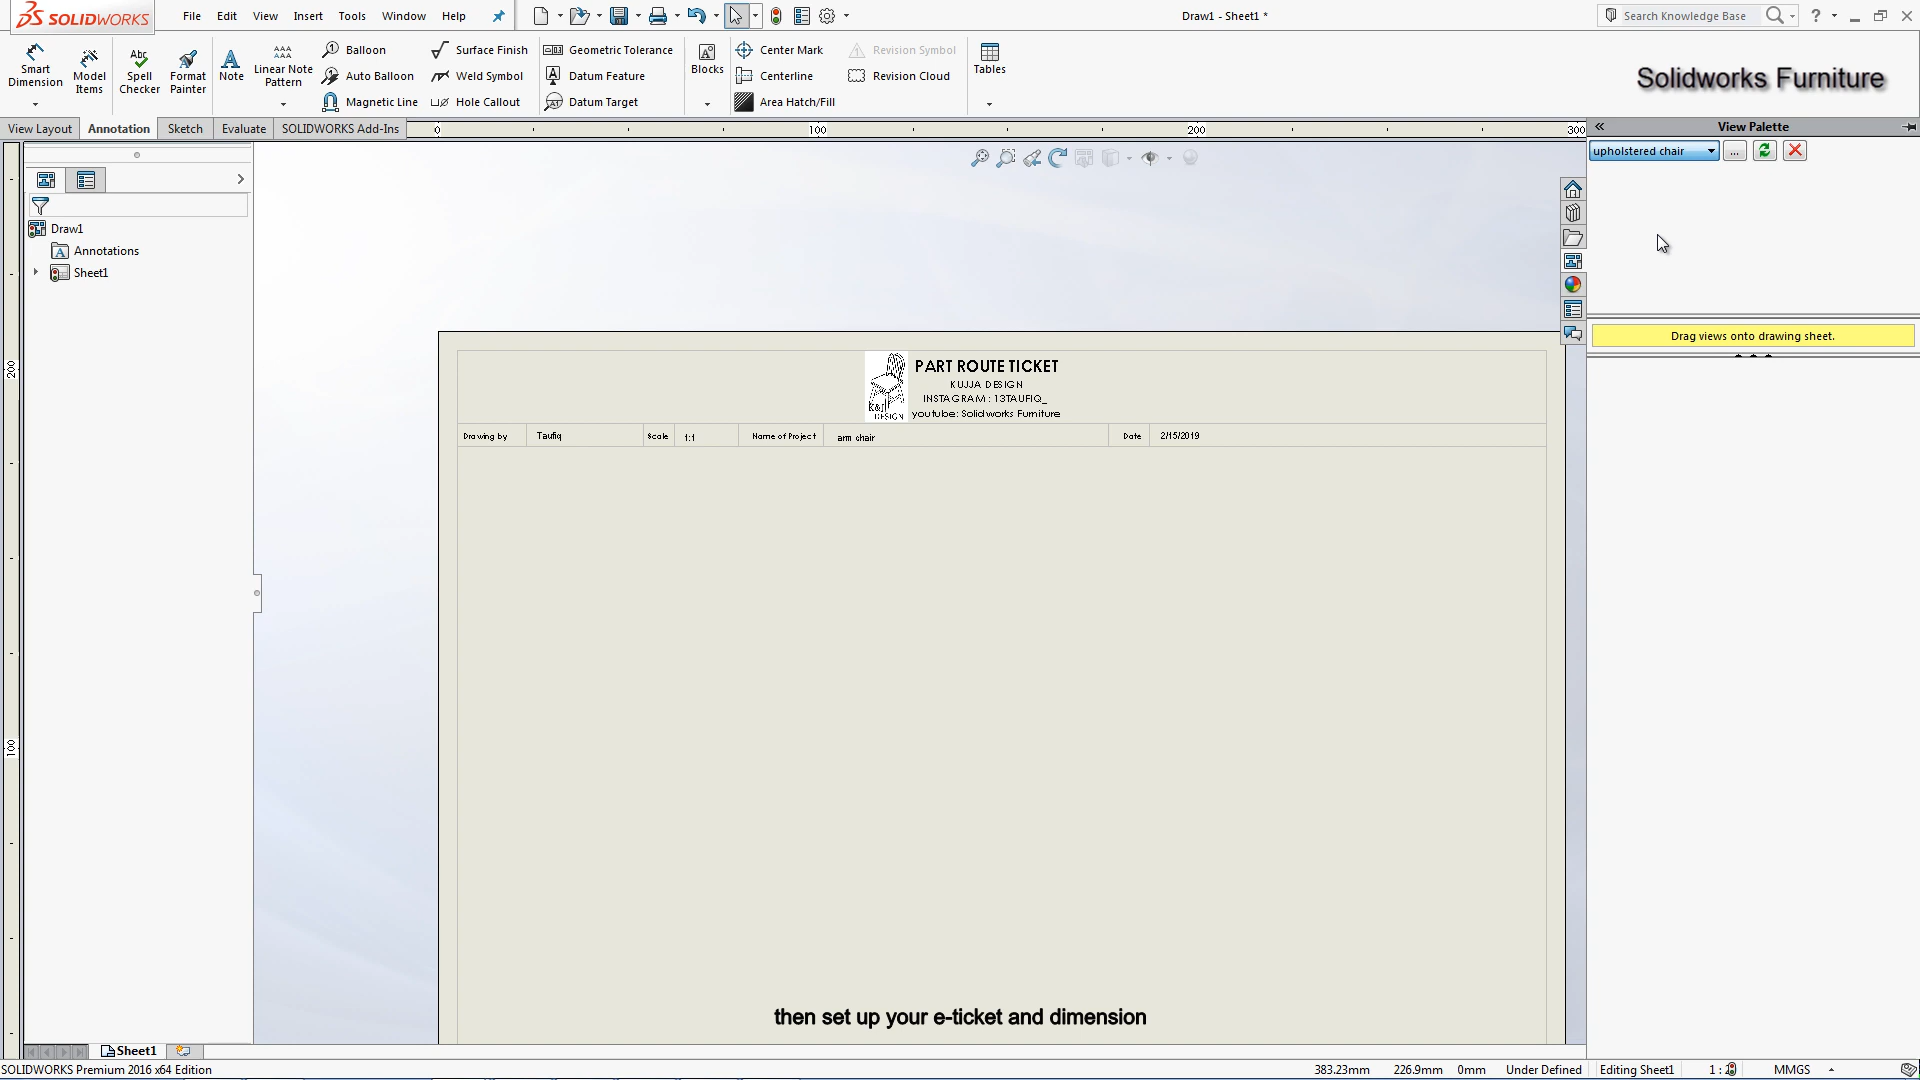 SOLIDWORKS
File Edit View Insert Tools Window Help
Draw1 - Sheet1 *
Search Knowledge Base
?
Smart Dimension
Model Items
Spell Checker
Format Painter
Note
Linear Note Pattern
Balloon
Auto Balloon
Magnetic Line
Surface Finish
Weld Symbol
Hole Callout
Geometric Tolerance
Datum Feature
Datum Target
Blocks
Center Mark
Centerline
Area Hatch/Fill
Revision Symbol
Revision Cloud
Tables
Solidworks Furniture
View Layout Annotation Sketch Evaluate SOLIDWORKS Add-Ins
0 100 200 300
View Palette
upholstered chair
...
Draw1
Annotations
Sheet1
Drag views onto drawing sheet.
200
100
PART ROUTE TICKET
KUJJA DESIGN
INSTAGRAM : 13TAUFIQ_
youtube: Solidworks Furniture
k&j
DESIGN
Drawing by Taufiq Scale 1:1 Name of Project arm chair Date 2/15/2019
then set up your e-ticket and dimension
Sheet1
SOLIDWORKS Premium 2016 x64 Edition
383.23mm 226.9mm 0mm Under Defined Editing Sheet1 MMGS